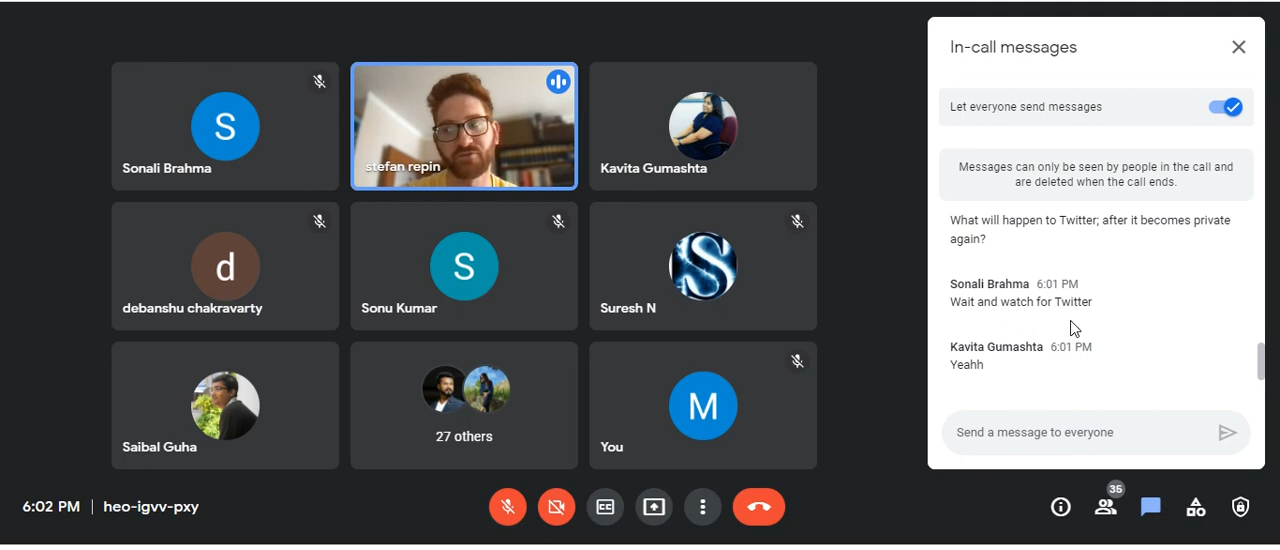 S
Sonali Brahma
stefan repin
Kavita Gumashta
d
debanshu chakravarty
S
Sonu Kumar
S
Suresh N
Saibal Guha
27 others
M
You
In-call messages
Let everyone send messages
Messages can only be seen by people in the call and
are deleted when the call ends.
What will happen to Twitter; after it becomes private
again?
Sonali Brahma 6:01 PM
Wait and watch for Twitter
Kavita Gumashta 6:01 PM
Yeahh
Send a message to everyone
6:02 PM | heo-igvv-pxy
CC
35